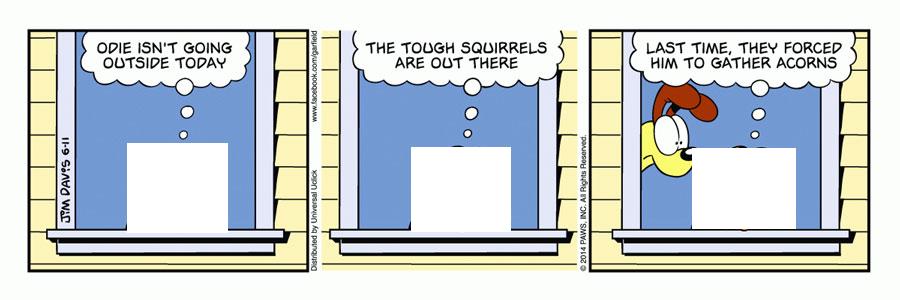 ODIE ISN'T GOING
OUTSIDE TODAY
JIM DAVIS 6-11
www.facebook.com/garfield
Distributed by Universal Uclick
THE TOUGH SQUIRRELS
ARE OUT THERE
© 2014 PAWS, INC. All Rights Reserved.
LAST TIME, THEY FORCED
HIM TO GATHER ACORNS